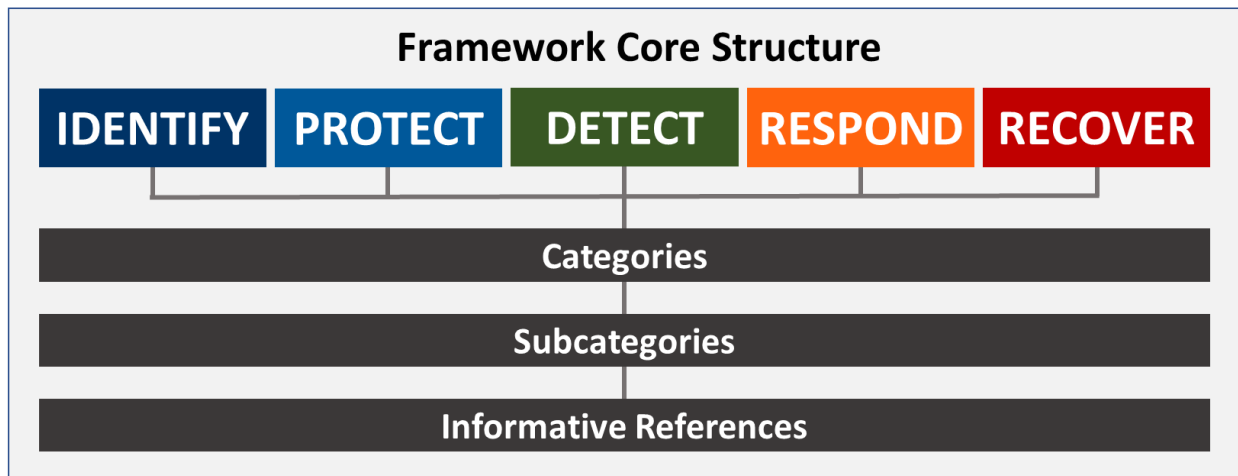 Framework Core Structure
IDENTIFY PROTECT DETECT RESPOND RECOVER
Categories
Subcategories
Informative References